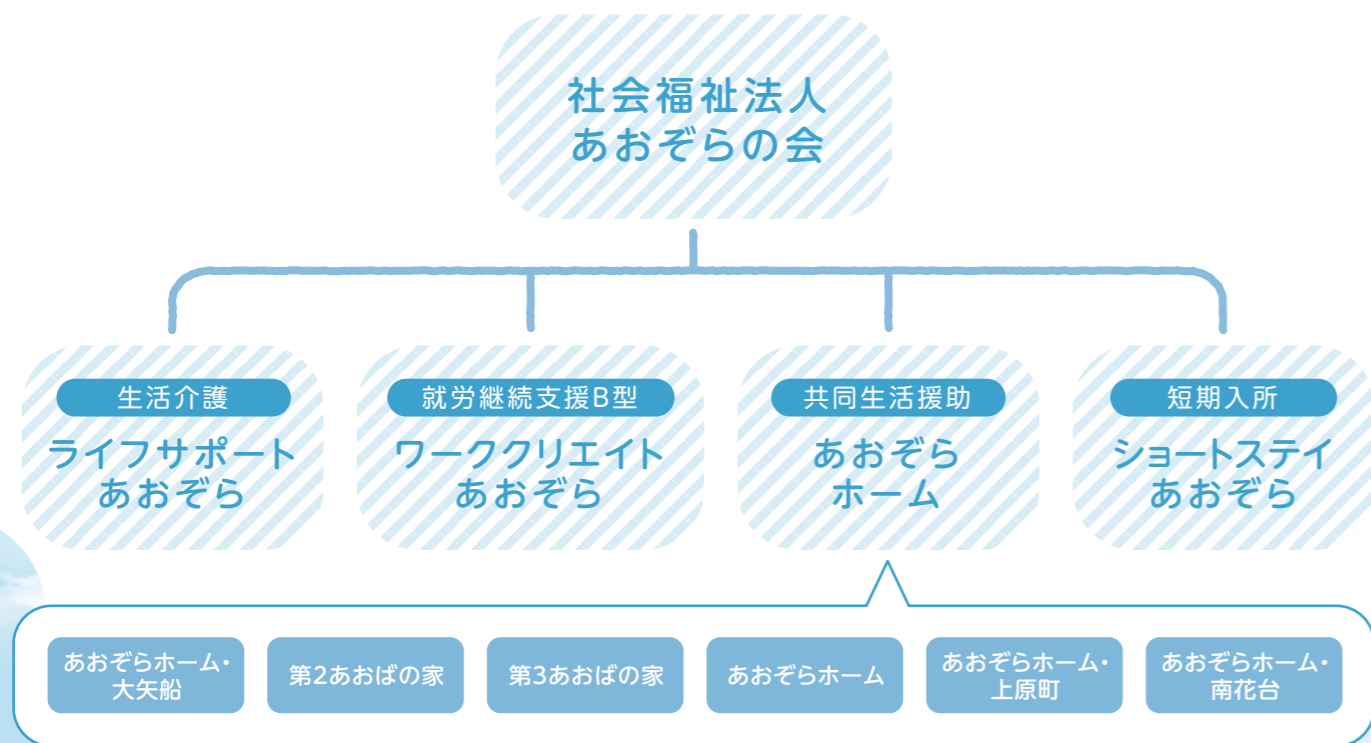 社会福祉法人
あおぞらの会
生活介護
ライフサポート
あおぞら
就労継続支援B型
ワーククリエイト
あおぞら
共同生活援助
あおぞら
ホーム
短期入所
ショートステイ
あおぞら
あおぞらホーム・
大矢船
第2あおばの家
第3あおばの家
あおぞらホーム
あおぞらホーム・
上原町
あおぞらホーム・
南花台